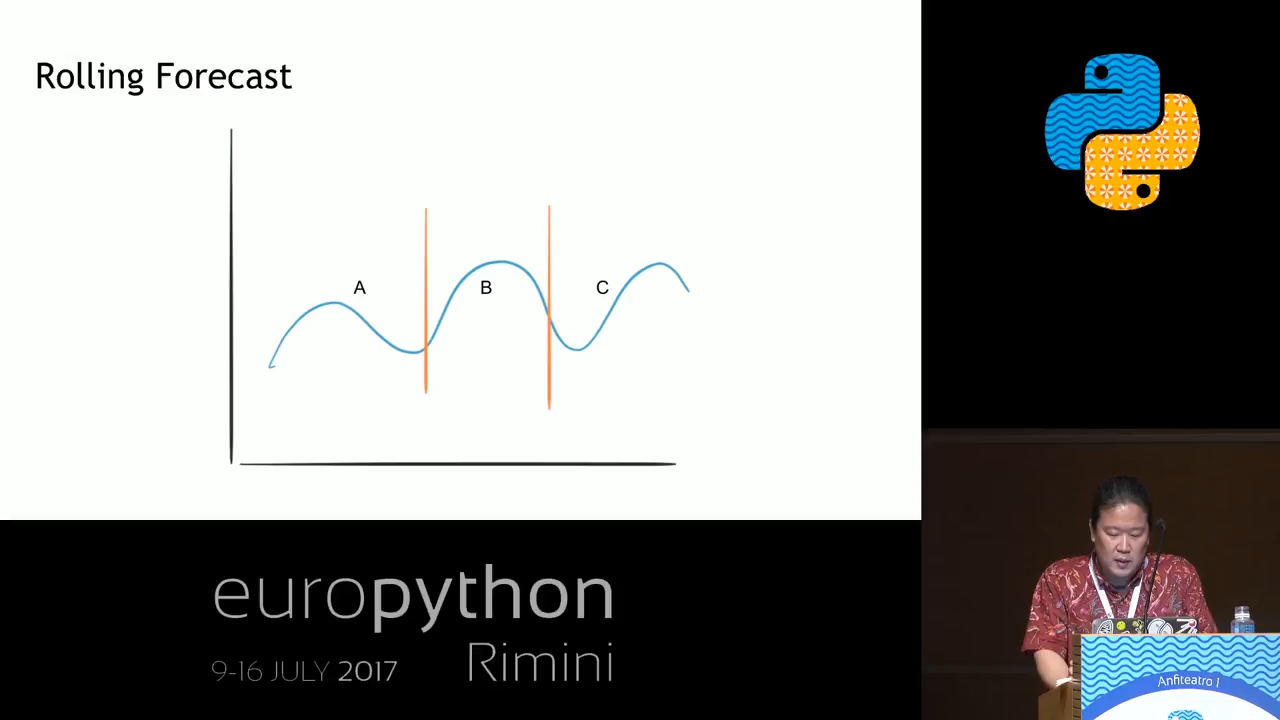 Rolling Forecast
A
B
C
europython
Rimini
9-16 JULY 2017
Anfiteatro 1